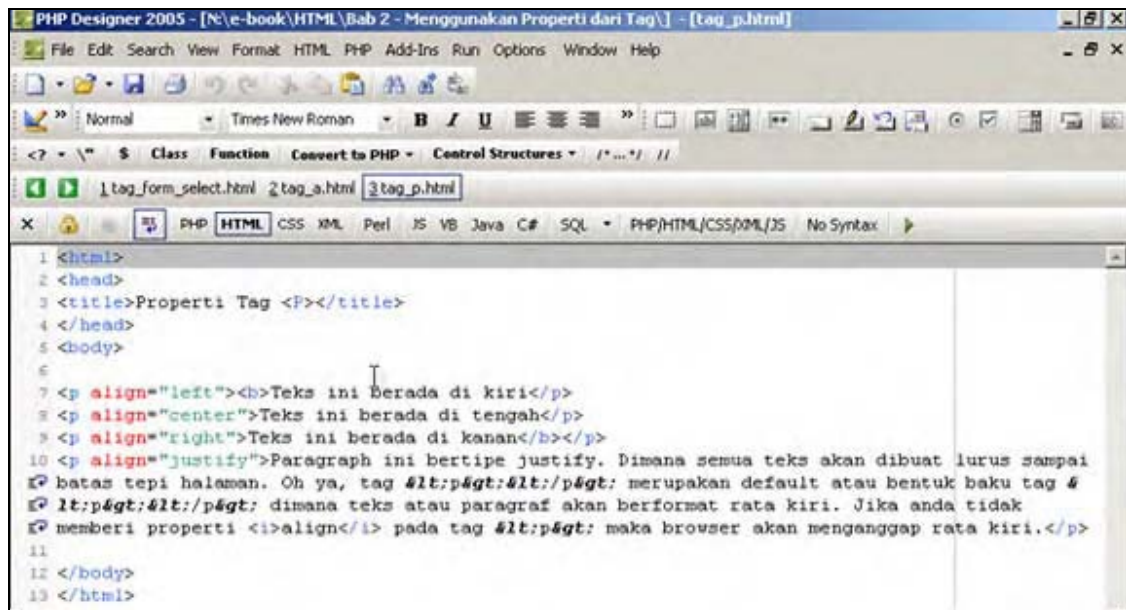 PHP Designer 2005 - [N:\e-book\HTML\Bab 2 - Menggunakan Properti dari Tag\] - [tag_p.html]
File Edit Search View Format HTML PHP Add-Ins Run Options Window Help
Normal Times New Roman B I U
<? \" $ Class Function Convert to PHP Control Structures /*...*/ //
1 tag_form_select.html 2 tag_a.html 3 tag_p.html
PHP HTML CSS XML Perl JS VB Java C# SQL PHP/HTML/CSS/XML/JS No Syntax
1 <html>
2 <head>
3 <title>Properti Tag <P></title>
4 </head>
5 <body>
6
7 <p align="left"><b>Teks ini berada di kiri</p>
8 <p align="center">Teks ini berada di tengah</p>
9 <p align="right">Teks ini berada di kanan</b></p>
10 <p align="justify">Paragraph ini bertipe justify. Dimana semua teks akan dibuat lurus sampai
batas tepi halaman. Oh ya, tag &lt;p&gt;&lt;/p&gt; merupakan default atau bentuk baku tag &
lt;p&gt;&lt;/p&gt; dimana teks atau paragraf akan berformat rata kiri. Jika anda tidak
memberi properti <i>align</i> pada tag &lt;p&gt; maka browser akan menganggap rata kiri.</p>
11
12 </body>
13 </html>